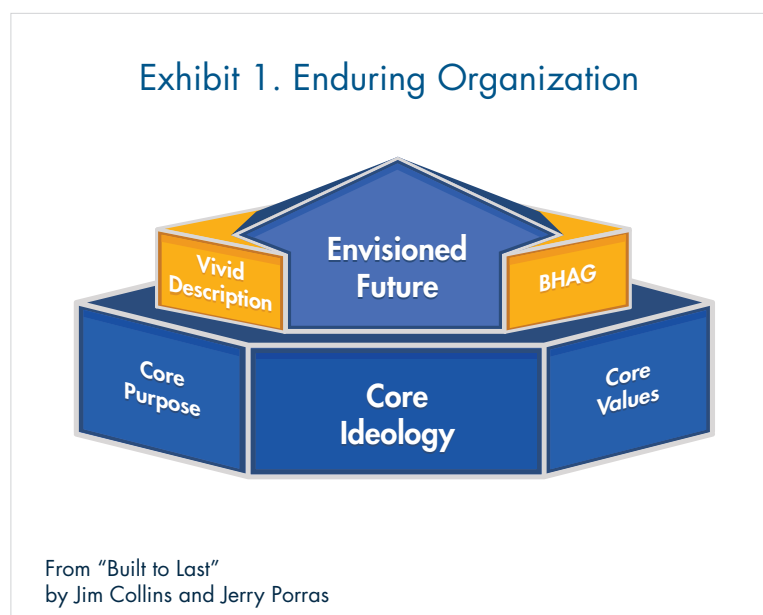 Exhibit 1. Enduring Organization
Envisioned
Future
Vivid
Description
BHAG
Core
Purpose
Core
Ideology
Core
Values
From “Built to Last”
by Jim Collins and Jerry Porras